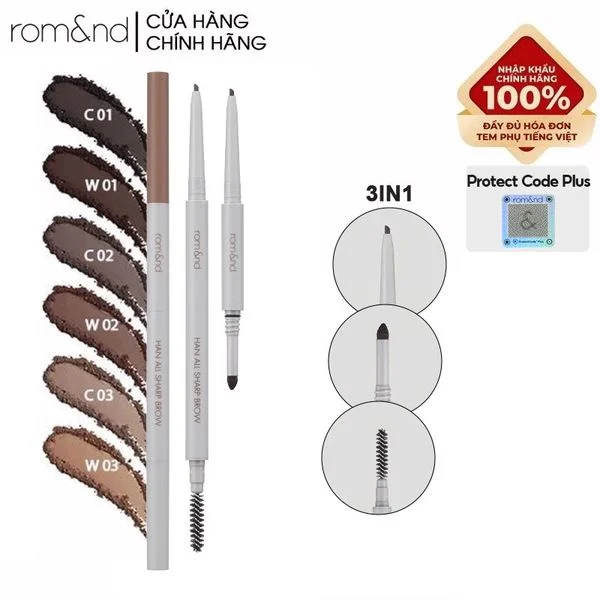 rom&nd
CỬA HÀNG
CHÍNH HÃNG
NHẬP KHẨU
CHÍNH HÃNG
100%
ĐẦY ĐỦ HÓA ĐƠN
TEM PHỤ TIẾNG VIỆT
Protect Code Plus
rom&nd
&
ProtectCode Plus
C 01
W 01
C 02
W 02
C 03
W 03
HAN ALL SHARP BROW
rom&nd
HAN ALL SHARP BROW
rom&nd
3IN1